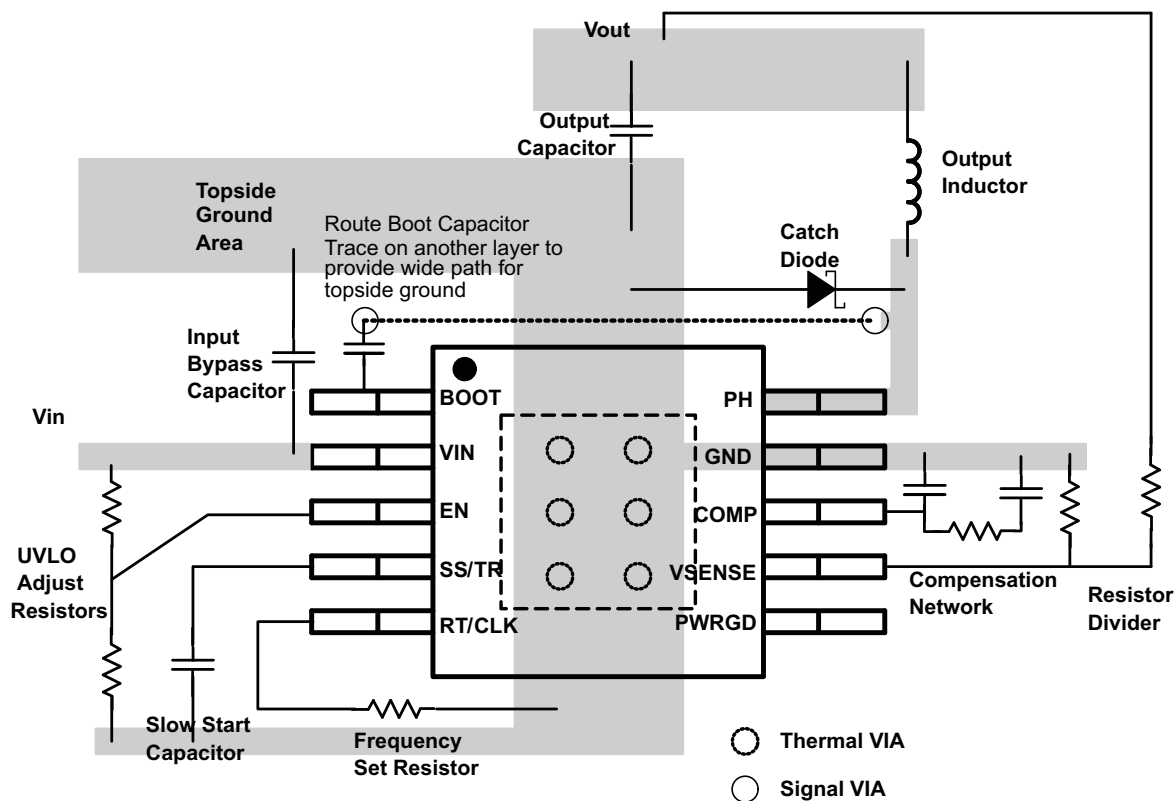 Vout
Output
Capacitor
Output
Inductor
Topside
Ground
Area
Route Boot Capacitor
Trace on another layer to
provide wide path for
topside ground
Catch
Diode
Input
Bypass
Capacitor
Vin
BOOT
VIN
EN
SS/TR
RT/CLK
PH
GND
COMP
VSENSE
PWRGD
UVLO
Adjust
Resistors
Compensation
Network
Resistor
Divider
Slow Start
Capacitor
Frequency
Set Resistor
Thermal VIA
Signal VIA